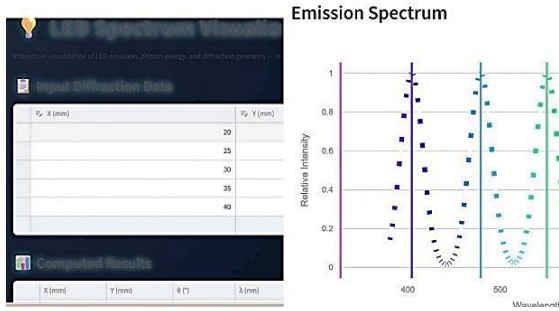 LED Spectrum Visualiz
Interactive visualization of LED emission, photon energy, and diffraction geometry — re
Input Diffraction Data
X (mm)
Y (mm)
20
25
30
35
40
Computed Results
X (mm) Y (mm) θ (°) λ (nm)
Emission Spectrum
Relative Intensity
1
0.8
0.6
0.4
0.2
0
400 500
Wavelength